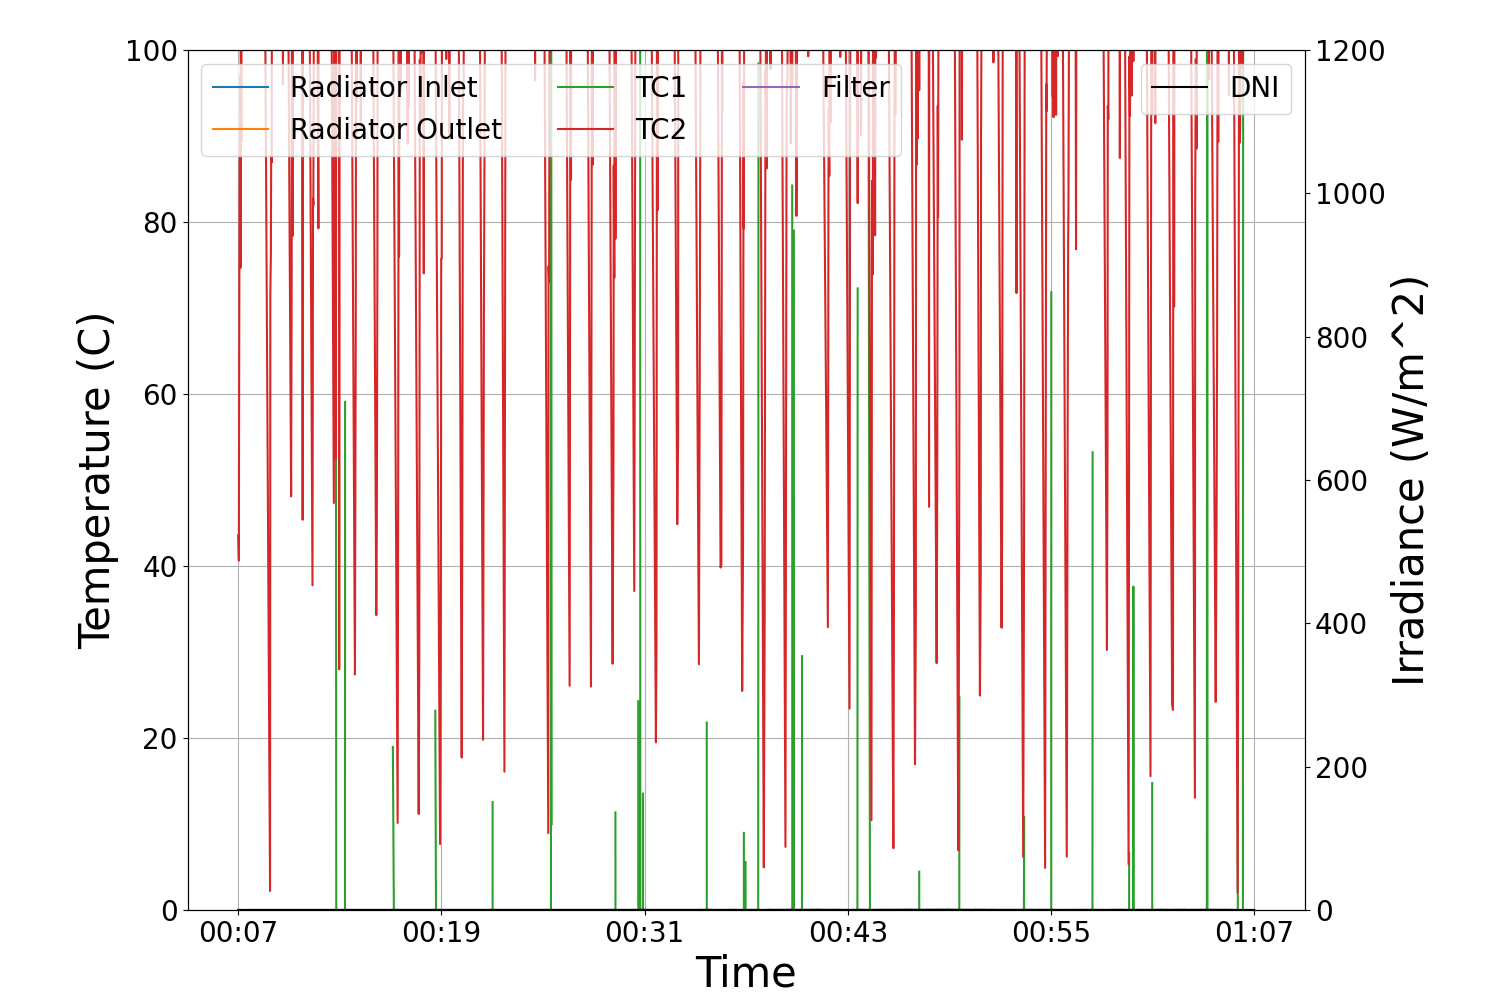 100
80
60
40
20
0
Temperature (C)
Radiator Inlet
Radiator Outlet
TC1
TC2
Filter
DNI
1200
1000
800
600
400
200
0
Irradiance (W/m^2)
00:07
00:19
00:31
00:43
00:55
01:07
Time